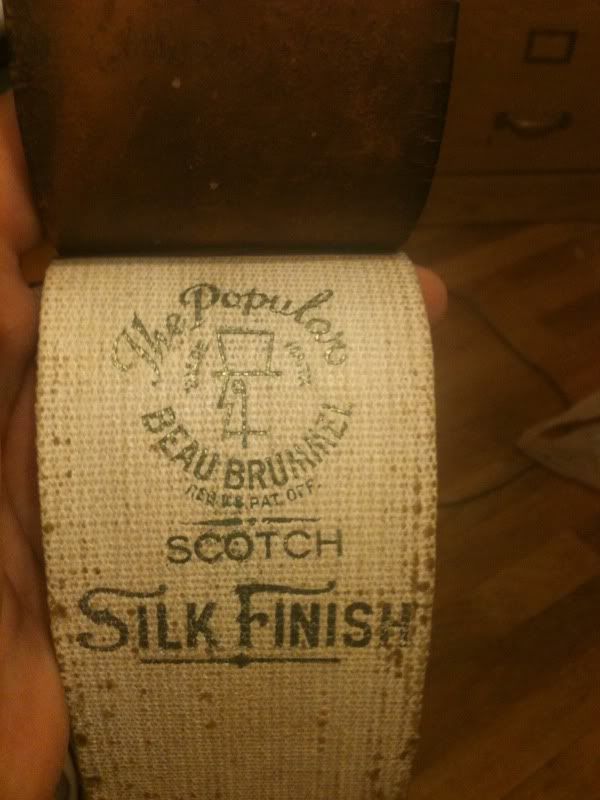 The Popular
BEAU BRUMMEL
REG. U.S. PAT. OFF.
SCOTCH
SILK FINISH